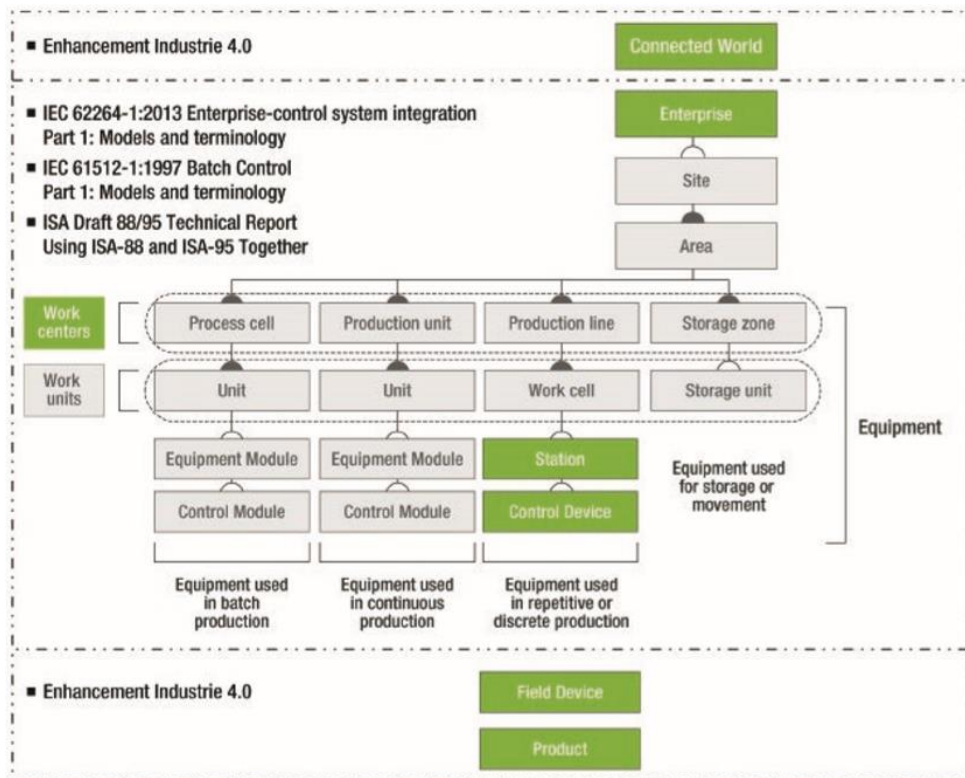 ■ Enhancement Industrie 4.0
Connected World
■ IEC 62264-1:2013 Enterprise-control system integration
Part 1: Models and terminology
■ IEC 61512-1:1997 Batch Control
Part 1: Models and terminology
■ ISA Draft 88/95 Technical Report
Using ISA-88 and ISA-95 Together
Enterprise
Site
Area
Work
centers
Process cell
Production unit
Production line
Storage zone
Work
units
Unit
Unit
Work cell
Storage unit
Equipment
Equipment Module
Equipment Module
Station
Equipment used
for storage or
movement
Control Module
Control Module
Control Device
Equipment used
in batch
production
Equipment used
in continuous
production
Equipment used
in repetitive or
discrete production
■ Enhancement Industrie 4.0
Field Device
Product